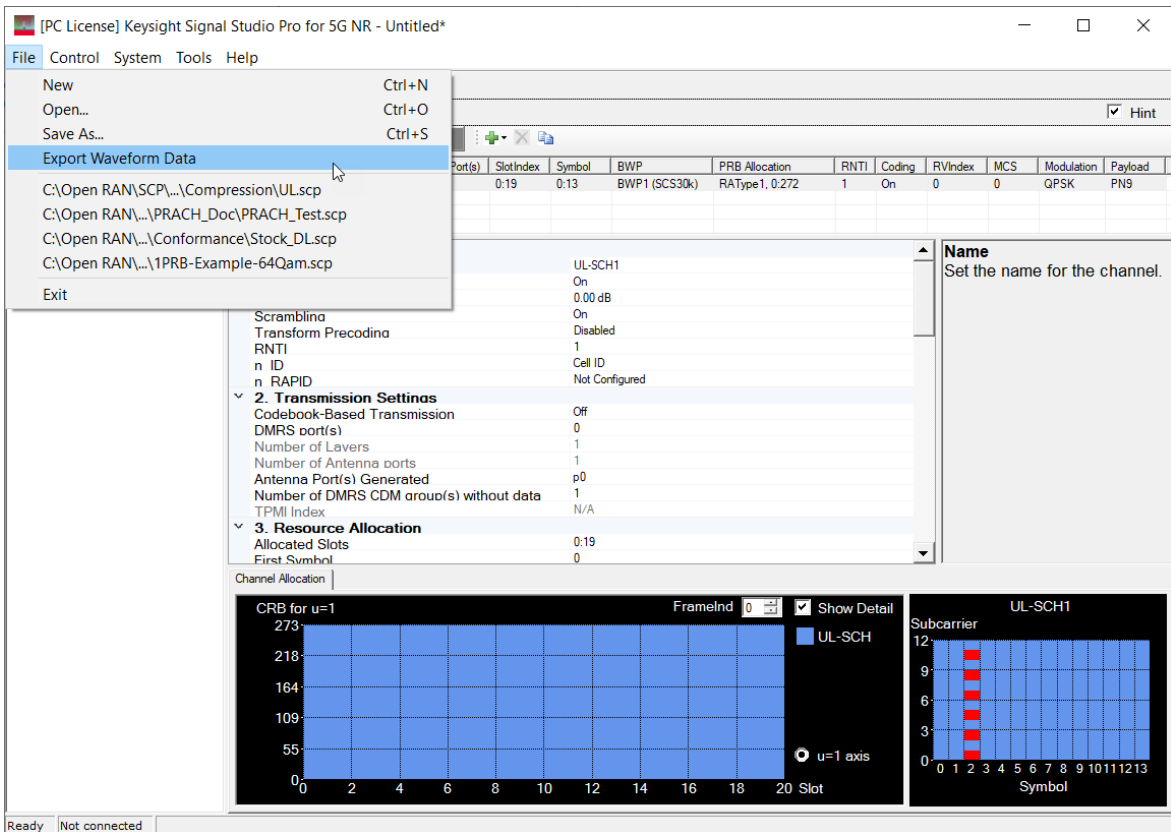 [PC License] Keysight Signal Studio Pro for 5G NR - Untitled*
File Control System Tools Help
New Ctrl+N
Open... Ctrl+O
Save As... Ctrl+S
Export Waveform Data
C:\Open RAN\SCP\...\Compression\UL.scp
C:\Open RAN\...\PRACH_Doc\PRACH_Test.scp
C:\Open RAN\...\Conformance\Stock_DL.scp
C:\Open RAN\...\1PRB-Example-64Qam.scp
Exit
Hint
Port(s) SlotIndex Symbol BWP PRB Allocation RNTI Coding RVIndex MCS Modulation Payload
0:19 0:13 BWP1 (SCS30k) RAType1, 0:272 1 On 0 0 QPSK PN9
UL-SCH1
On
0.00 dB
Scrambling On
Transform Precoding Disabled
RNTI 1
n_ID Cell ID
n_RAPID Not Configured
2. Transmission Settings
Codebook-Based Transmission Off
DMRS port(s) 0
Number of Layers 1
Number of Antenna ports 1
Antenna Port(s) Generated p0
Number of DMRS CDM group(s) without data 1
TPMI Index N/A
3. Resource Allocation
Allocated Slots 0:19
First Symbol 0
Name
Set the name for the channel.
Channel Allocation
CRB for u=1 FrameInd 0 Show Detail
273
218
164
109
55
0
0 2 4 6 8 10 12 14 16 18 20 Slot
UL-SCH
u=1 axis
UL-SCH1
Subcarrier
12
9
6
3
0
0 1 2 3 4 5 6 7 8 9 10 11 12 13
Symbol
Ready Not connected